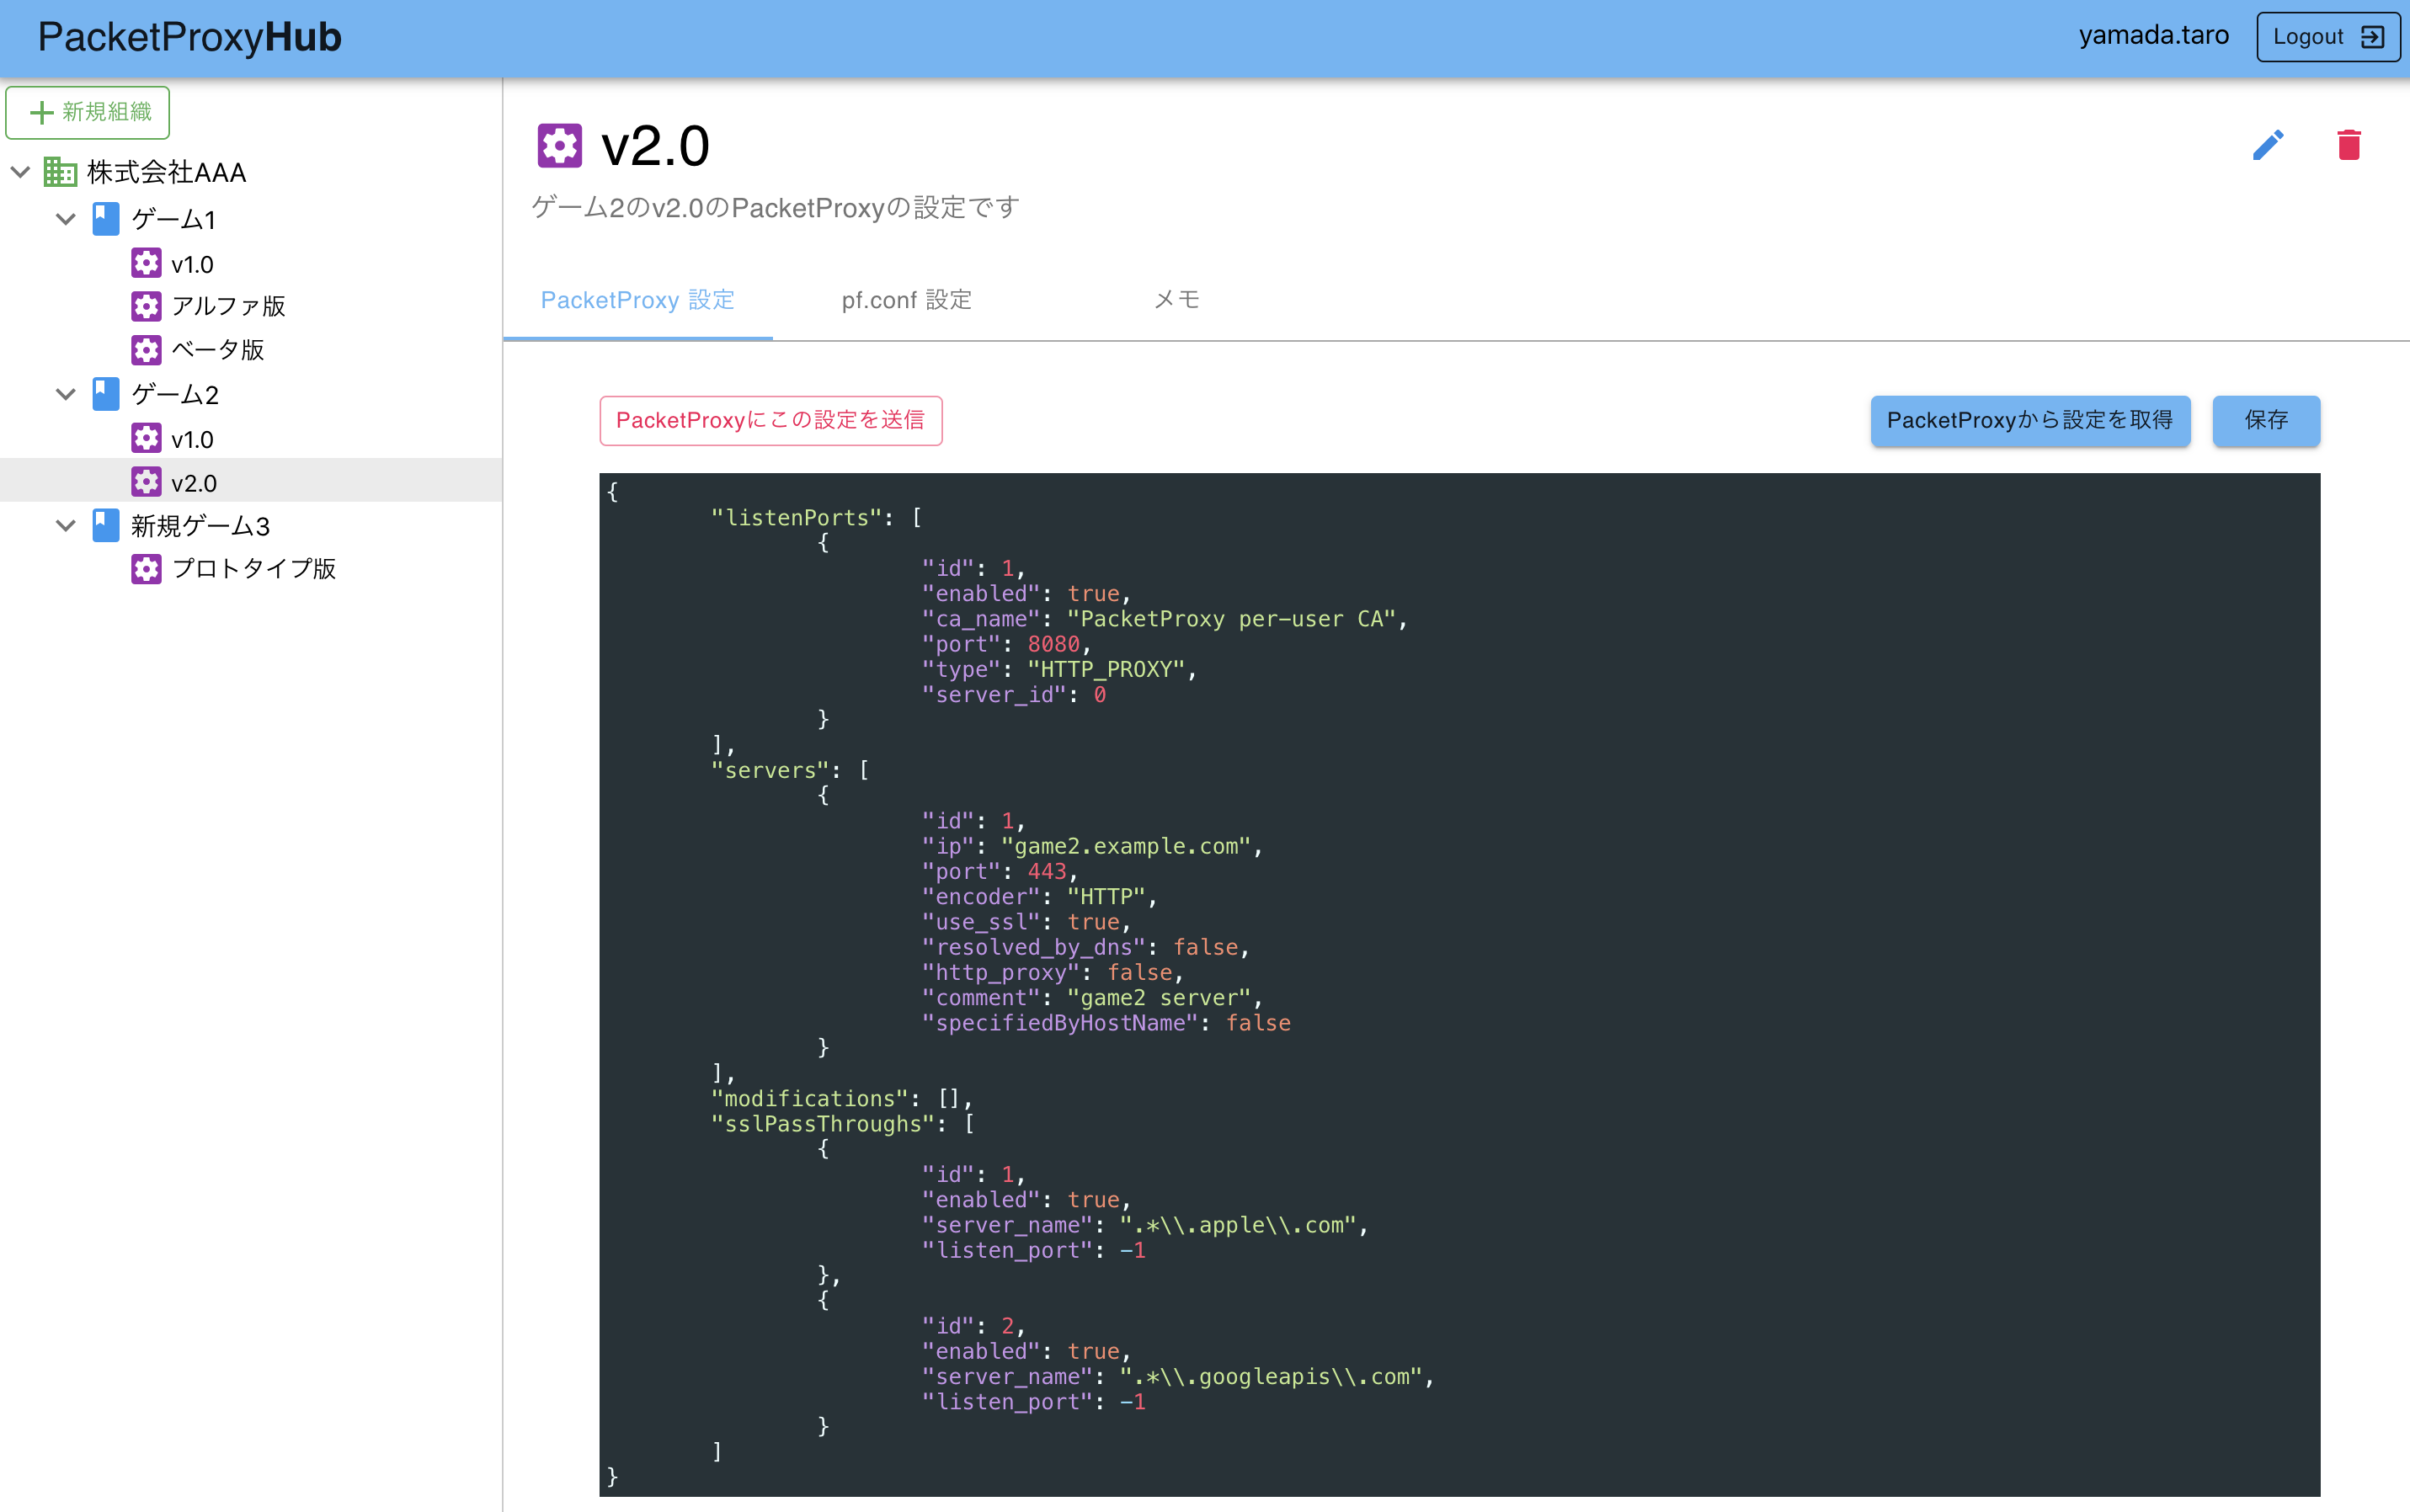 PacketProxyHub
yamada.taro
Logout
新規組織
株式会社AAA
ゲーム1
v1.0
アルファ版
ベータ版
ゲーム2
v1.0
v2.0
新規ゲーム3
プロトタイプ版
v2.0
ゲーム2のv2.0のPacketProxyの設定です
PacketProxy 設定
pf.conf 設定
メモ
PacketProxyにこの設定を送信
PacketProxyから設定を取得
保存
{
"listenPorts": [
{
"id": 1,
"enabled": true,
"ca_name": "PacketProxy per-user CA",
"port": 8080,
"type": "HTTP_PROXY",
"server_id": 0
}
],
"servers": [
{
"id": 1,
"ip": "game2.example.com",
"port": 443,
"encoder": "HTTP",
"use_ssl": true,
"resolved_by_dns": false,
"http_proxy": false,
"comment": "game2 server",
"specifiedByHostName": false
}
],
"modifications": [],
"sslPassThroughs": [
{
"id": 1,
"enabled": true,
"server_name": ".*\\.apple\\.com",
"listen_port": -1
},
{
"id": 2,
"enabled": true,
"server_name": ".*\\.googleapis\\.com",
"listen_port": -1
}
]
}